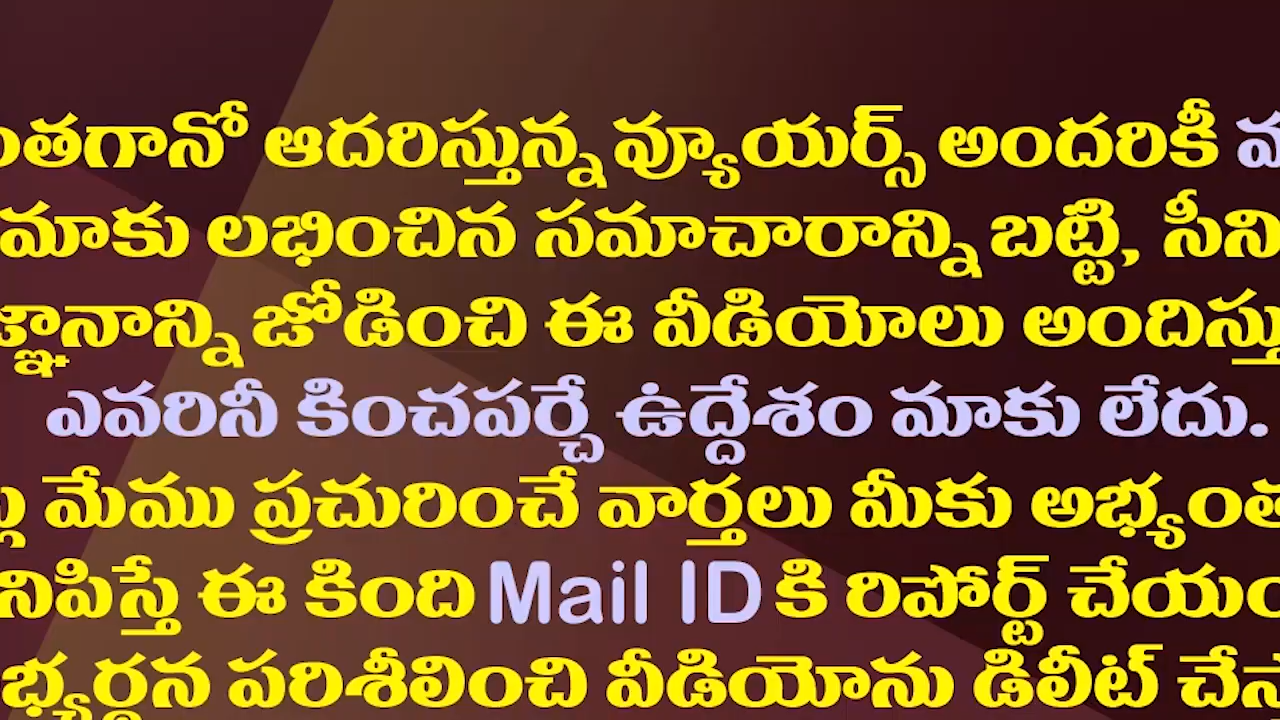 ంతగానో ఆదరిస్తున్న వ్యూయర్స్ అందరికీ
మాకు లభించిన సమాచారాన్ని బట్టి, సీని
జ్ఞానాన్ని జోడించి ఈ వీడియోలు అందిస్తు
ఎవరినీ కించపర్చే ఉద్దేశం మాకు లేదు.
మేము ప్రచురించే వార్తలు మీకు అభ్యంత
నిపిస్తే ఈ కింది Mail ID కి రిపోర్ట్ చేయం
భ్యర్థన పరిశీలించి వీడియోను డిలీట్ చేస